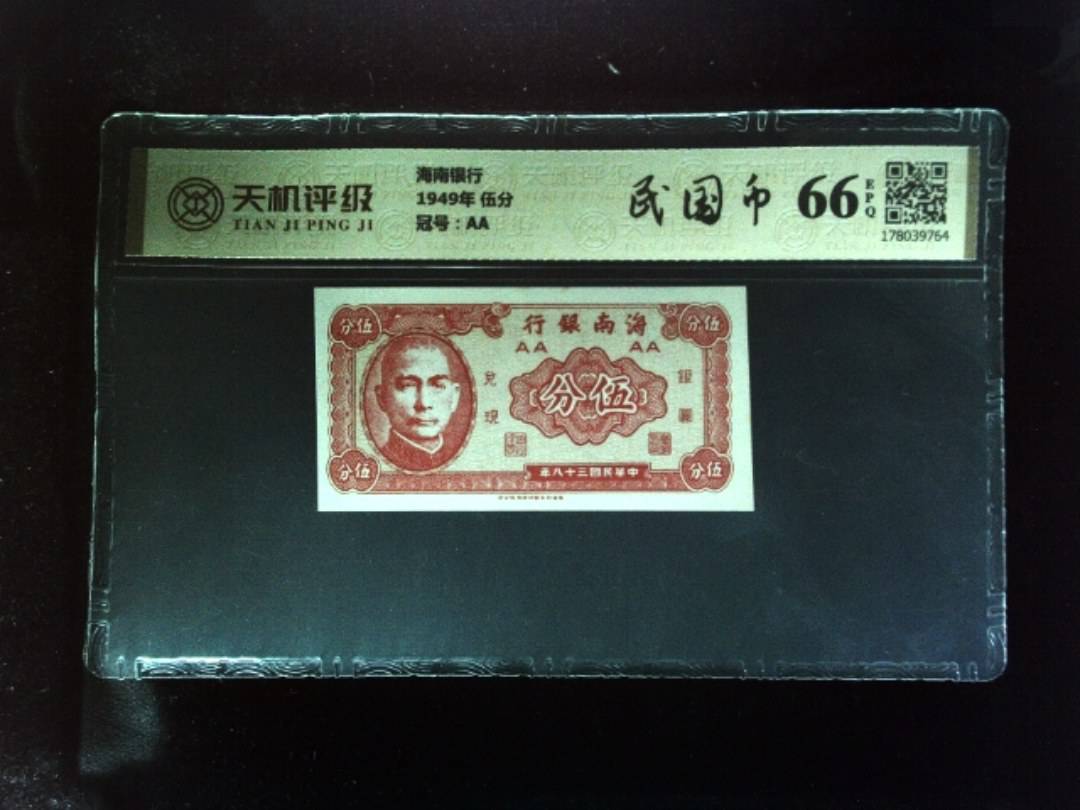 天机评级
TIAN JI PING JI
海南银行
1949年 伍分
冠号：AA
民国币
66
EPQ
178039764
分伍
行銀南海
分伍
AA
AA
兌現
分伍
銀
分伍
年八十三國民華中
分伍